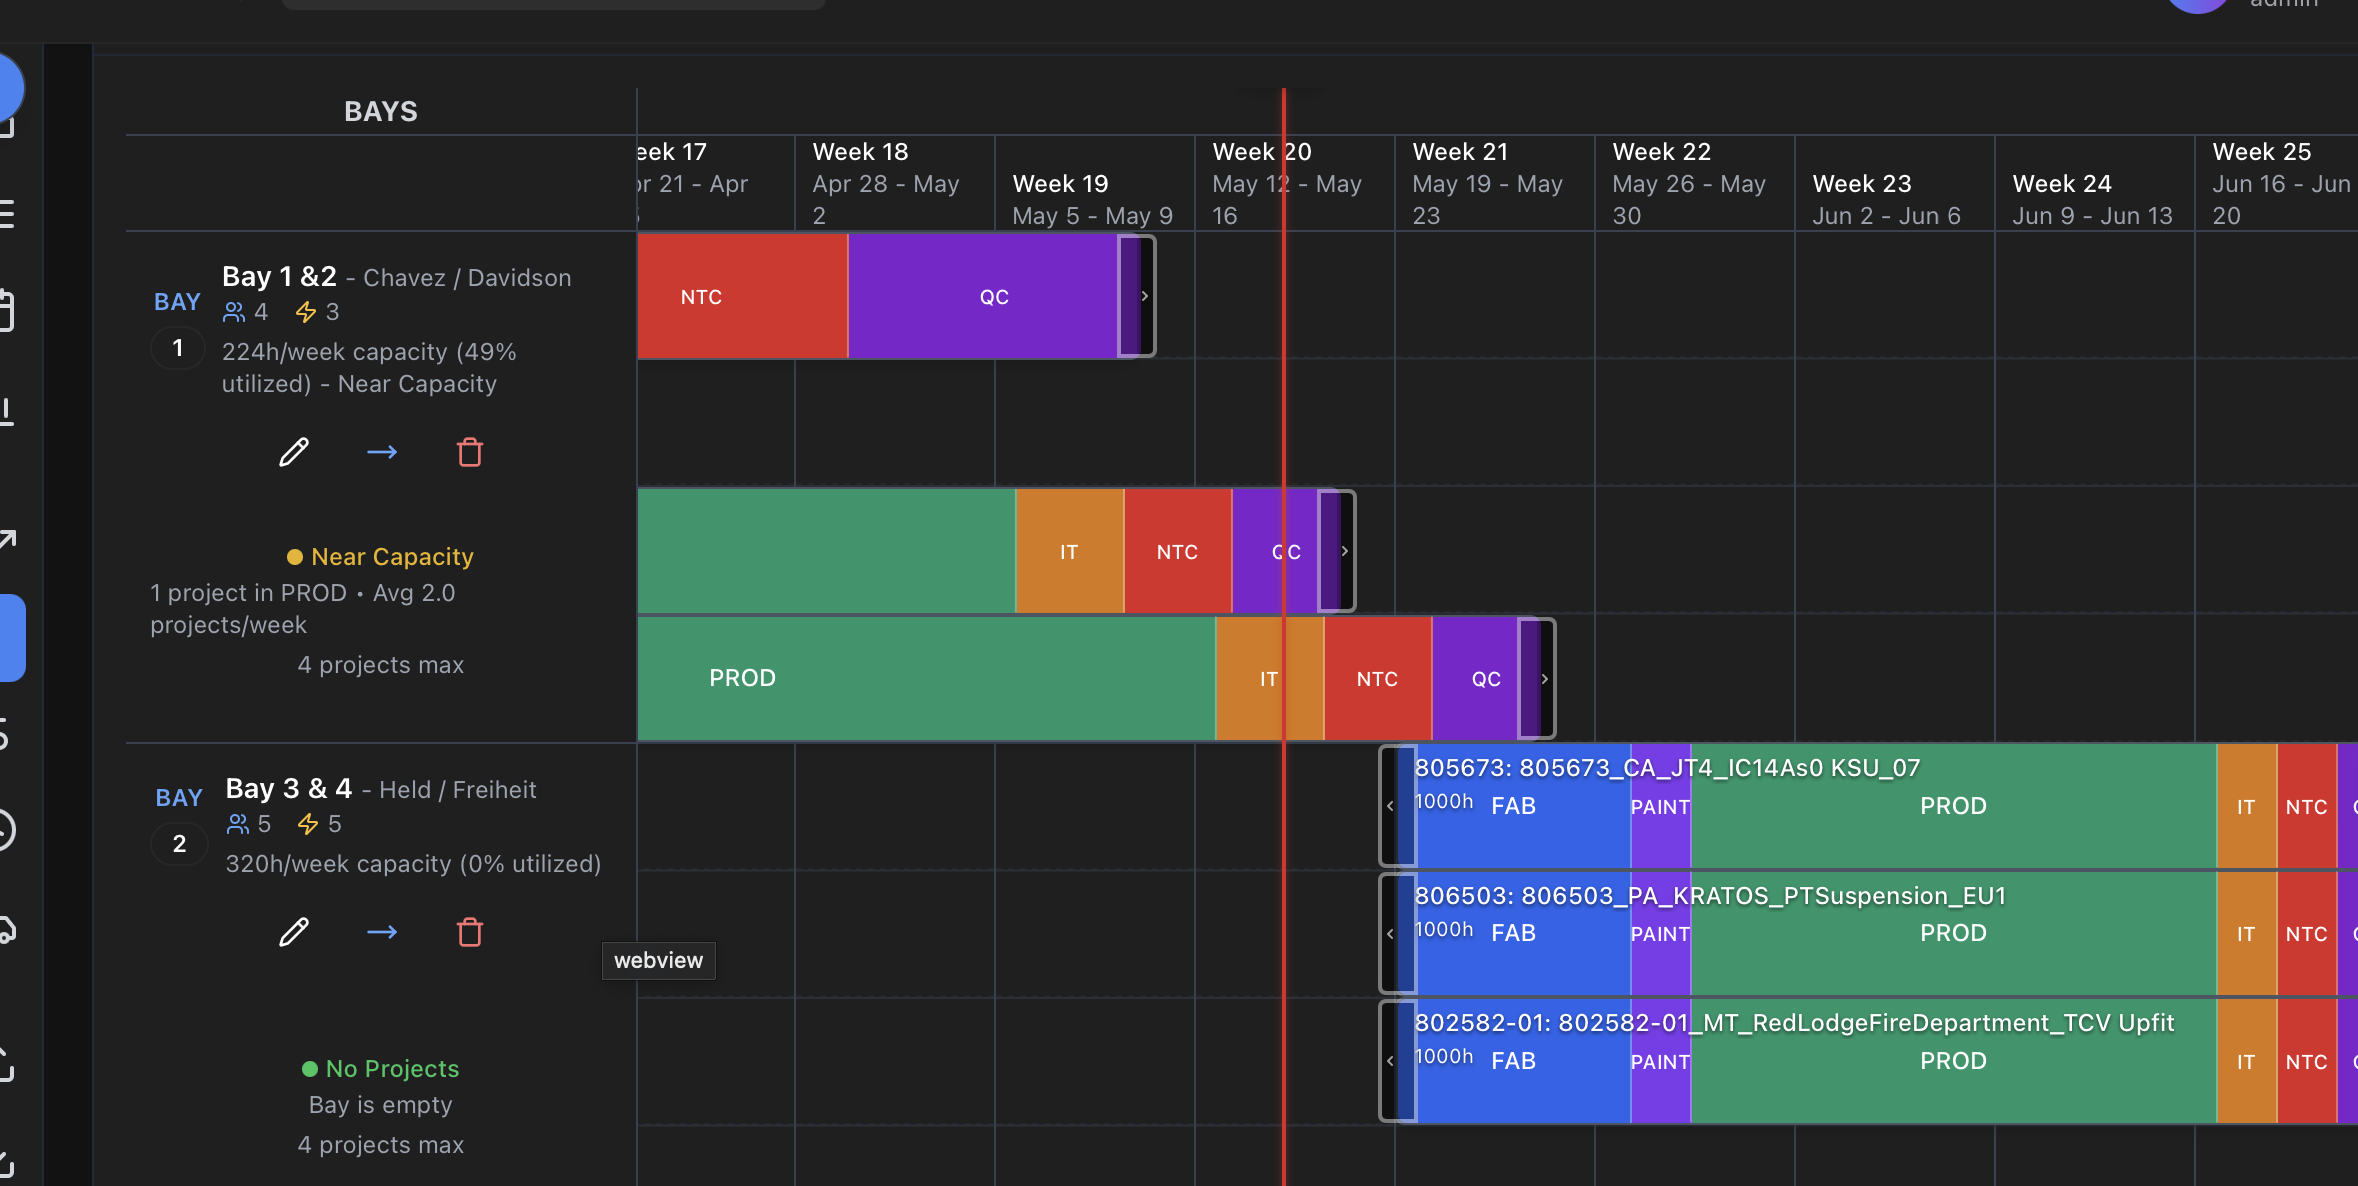 BAYS
eek 17
r 21 - Apr
Week 18
Apr 28 - May
2
Week 19
May 5 - May 9
Week 20
May 12 - May
16
Week 21
May 19 - May
23
Week 22
May 26 - May
30
Week 23
Jun 2 - Jun 6
Week 24
Jun 9 - Jun 13
Week 25
Jun 16 - Jun
20
BAY
1
Bay 1 &2 - Chavez / Davidson
4 3
224h/week capacity (49%
utilized) - Near Capacity
Near Capacity
1 project in PROD • Avg 2.0
projects/week
4 projects max
NTC QC
IT NTC QC
PROD IT NTC QC
BAY
2
Bay 3 & 4 - Held / Freiheit
5 5
320h/week capacity (0% utilized)
webview
No Projects
Bay is empty
4 projects max
805673: 805673_CA_JT4_IC14As0 KSU_07
1000h FAB PAINT PROD IT NTC
806503: 806503_PA_KRATOS_PTSuspension_EU1
1000h FAB PAINT PROD IT NTC
802582-01: 802582-01_MT_RedLodgeFireDepartment_TCV Upfit
1000h FAB PAINT PROD IT NTC